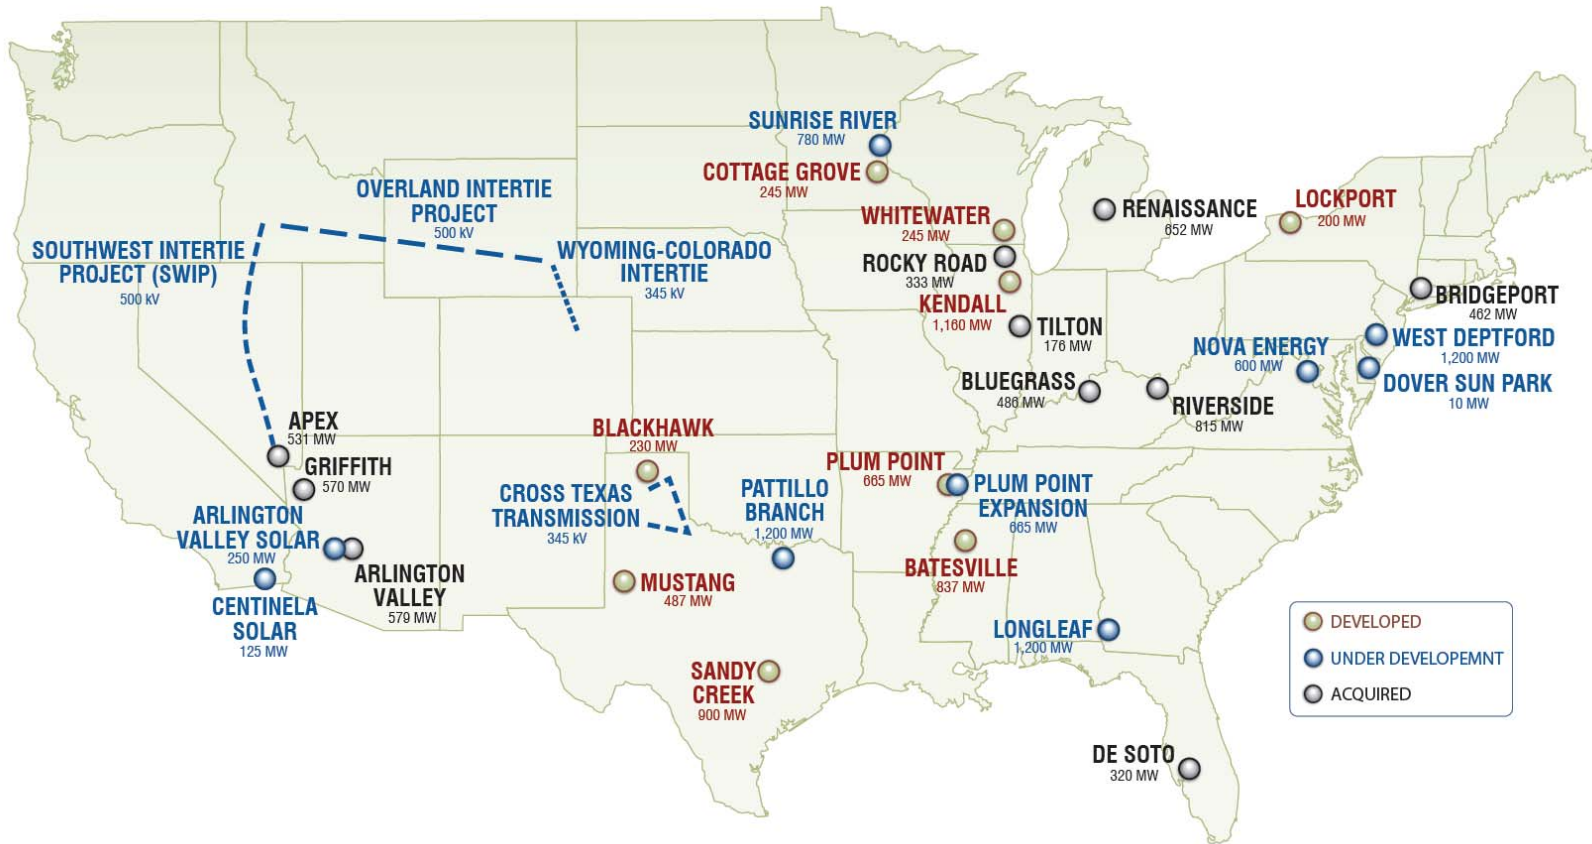 SUNRISE RIVER
780 MW
COTTAGE GROVE
245 MW
OVERLAND INTERTIE
PROJECT
500 kV
WHITEWATER
245 MW
RENAISSANCE
652 MW
LOCKPORT
200 MW
SOUTHWEST INTERTIE
PROJECT (SWIP)
500 kV
WYOMING-COLORADO
INTERTIE
345 kV
ROCKY ROAD
333 MW
KENDALL
1,160 MW
BRIDGEPORT
462 MW
TILTON
176 MW
NOVA ENERGY
600 MW
WEST DEPTFORD
1,200 MW
BLUEGRASS
486 MW
DOVER SUN PARK
10 MW
RIVERSIDE
815 MW
APEX
531 MW
BLACKHAWK
230 MW
GRIFFITH
570 MW
PLUM POINT
665 MW
CROSS TEXAS
TRANSMISSION
345 kV
PATTILLO
BRANCH
1,200 MW
PLUM POINT
EXPANSION
665 MW
ARLINGTON
VALLEY SOLAR
250 MW
ARLINGTON
VALLEY
579 MW
BATESVILLE
837 MW
MUSTANG
487 MW
CENTINELA
SOLAR
125 MW
LONGLEAF
1,200 MW
SANDY
CREEK
900 MW
DE SOTO
320 MW
DEVELOPED
UNDER DEVELOPEMNT
ACQUIRED